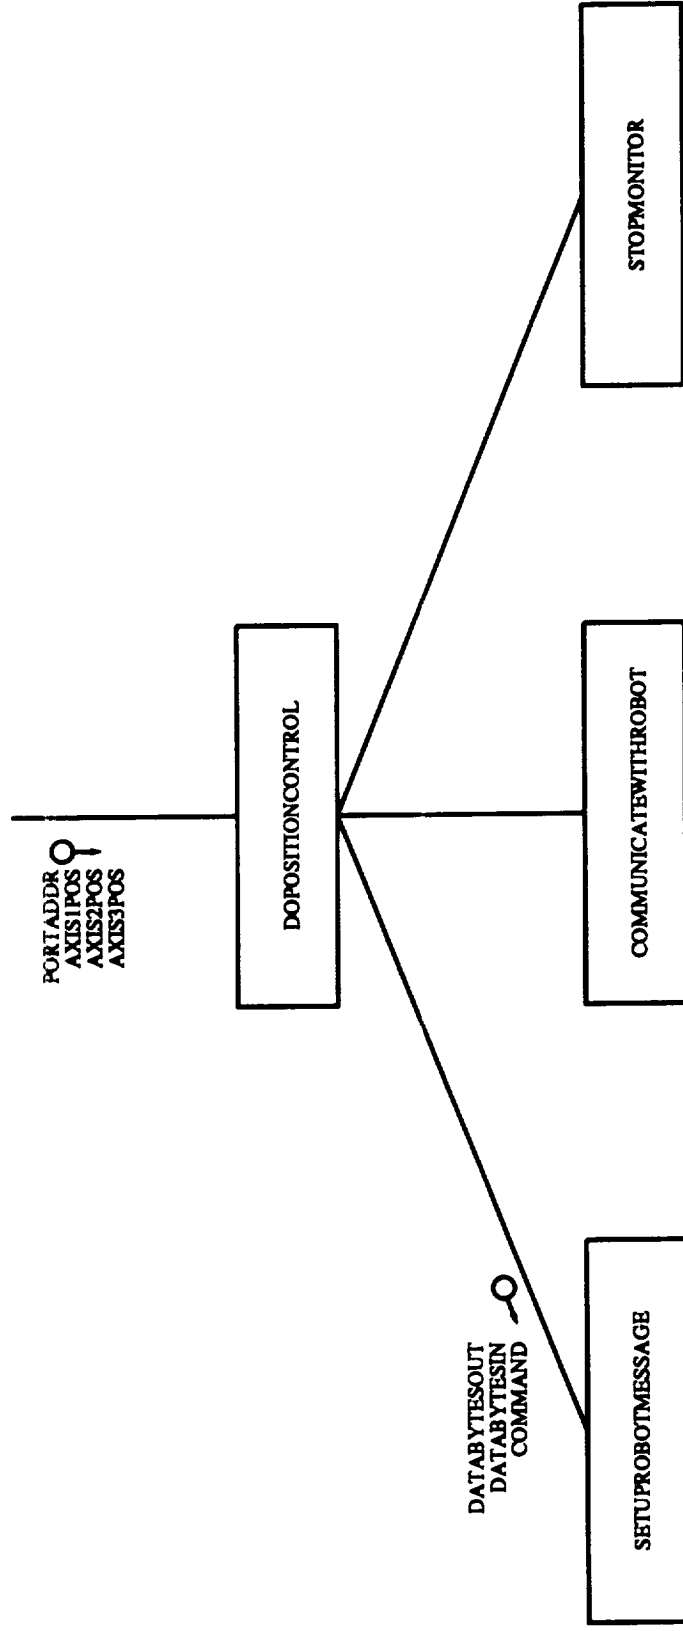 PORTADDR
AXIS1POS
AXIS2POS
AXIS3POS
DOPOSITIONCONTROL
DATABYTESOUT
DATABYTESIN
COMMAND
SETUPROBOTMESSAGE
COMMUNICATEWITHROBOT
STOPMONITOR